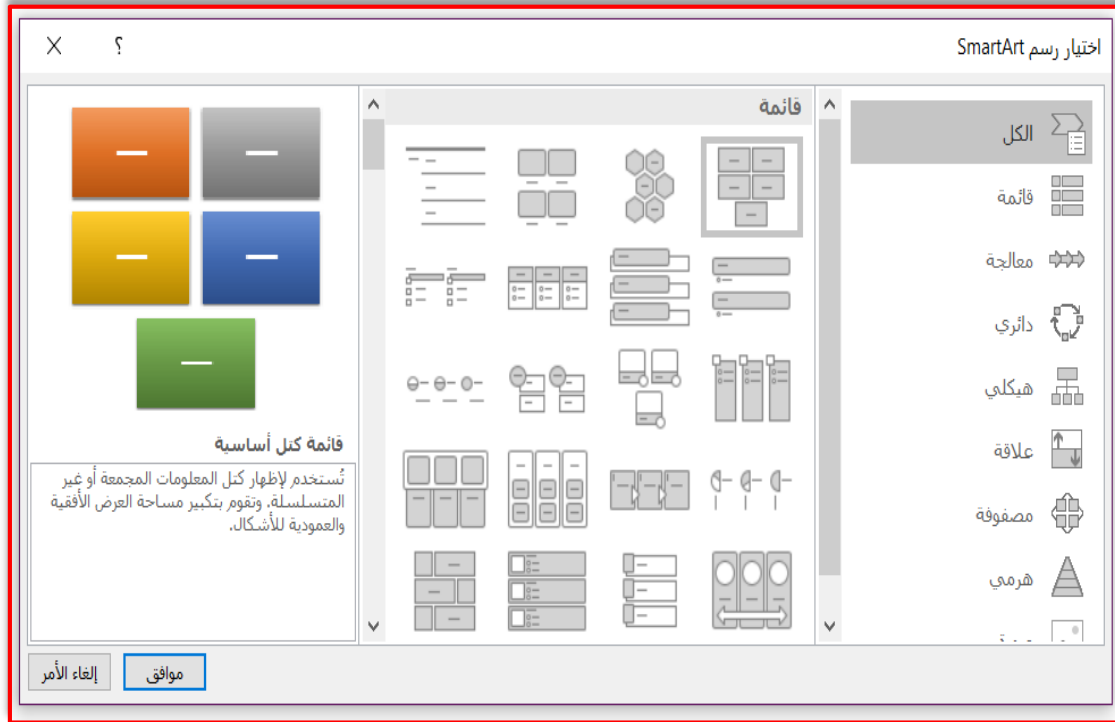 اختيار رسم SmartArt
؟
الكل
قائمة
معالجة
دائري
هيكلي
علاقة
مصفوفة
هرمي
قائمة
قائمة كتل أساسية
تُستخدم لإظهار كتل المعلومات المجمعة أو غير
المتسلسلة. وتقوم بتكبير مساحة العرض الأفقية
والعمودية للأشكال.
موافق
إلغاء الأمر